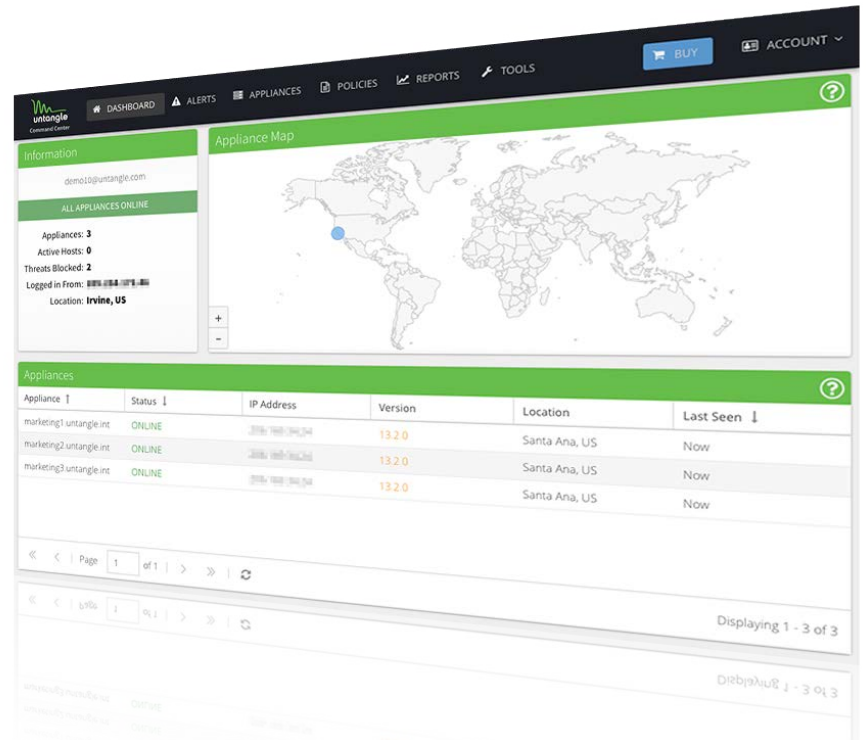 untangle
Command Center
DASHBOARD
ALERTS
APPLIANCES
POLICIES
REPORTS
TOOLS
BUY
ACCOUNT
Information
demo10@untangle.com
ALL APPLIANCES ONLINE
Appliances: 3
Active Hosts: 0
Threats Blocked: 2
Logged in From:
Location: Irvine, US
Appliance Map
?
+
-
Appliances
?
Appliance ↑ Status ↓ IP Address Version Location Last Seen ↓
marketing1.untangle.int ONLINE 13.2.0 Santa Ana, US Now
marketing2.untangle.int ONLINE 13.2.0 Santa Ana, US Now
marketing3.untangle.int ONLINE 13.2.0 Santa Ana, US Now
« < | Page 1 of 1 | > » |
Displaying 1 - 3 of 3